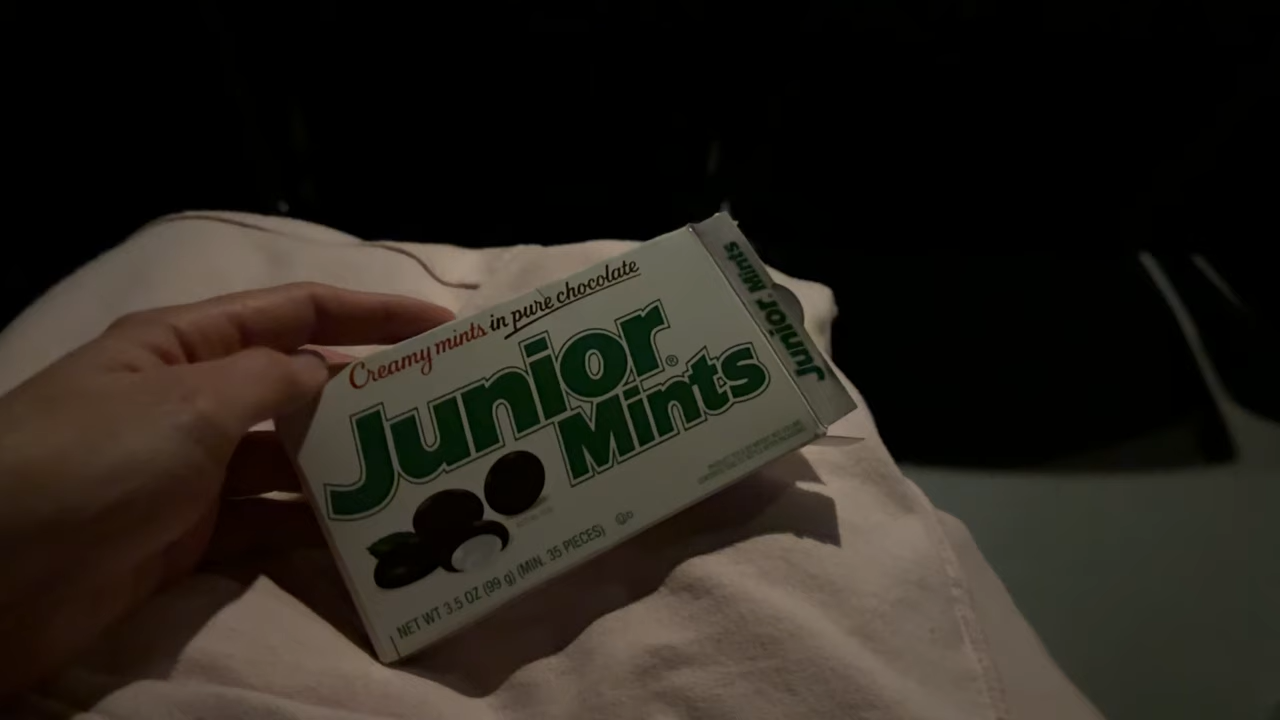 Creamy mints in pure chocolate
Junior®
Mints
NET WT 3.5 OZ (99 g) (MIN. 35 PIECES)
Junior Mints